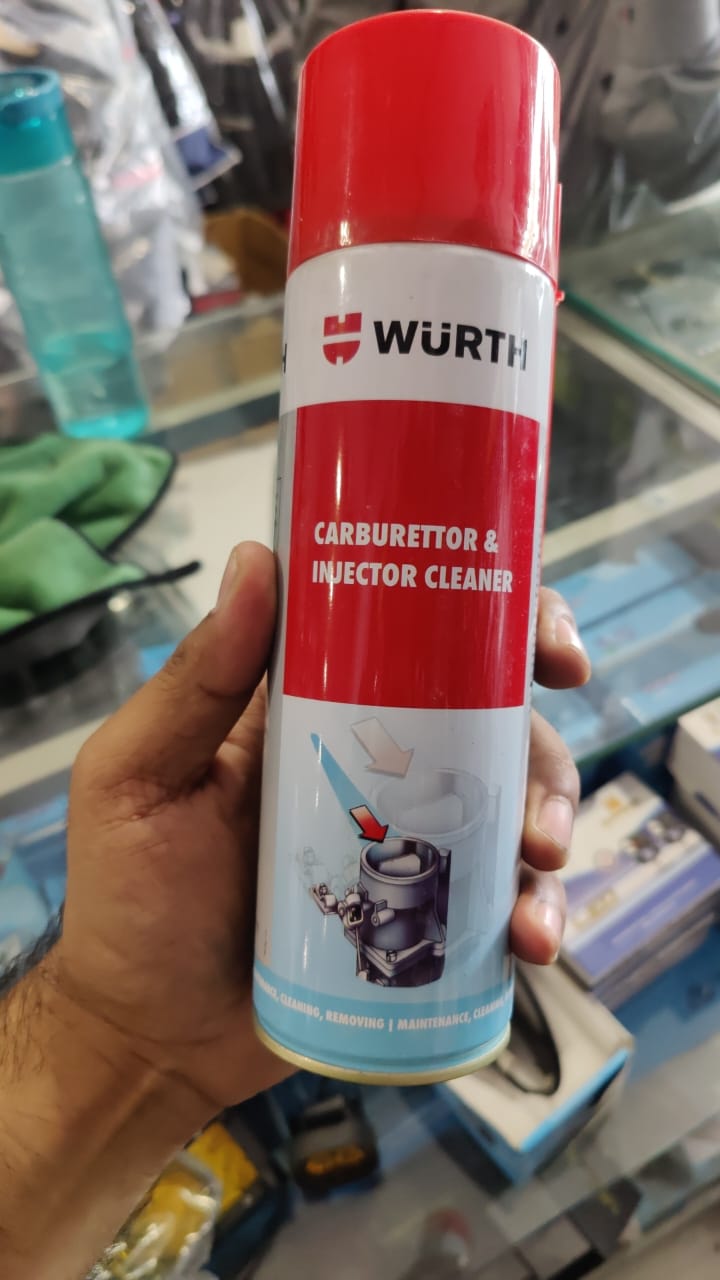 WÜRTH
CARBURETTOR &
INJECTOR CLEANER
CLEANING, REMOVING | MAINTENANCE,